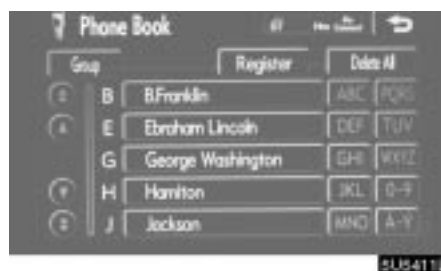 Phone Book
Group Register Delete All
B B.Franklin ABC PQRS
E Ebraham Lincoln DEF TUV
G George Washington GHI WXYZ
H Hamilton JKL 0-9
J Jackson MNO A-Y
5U5411